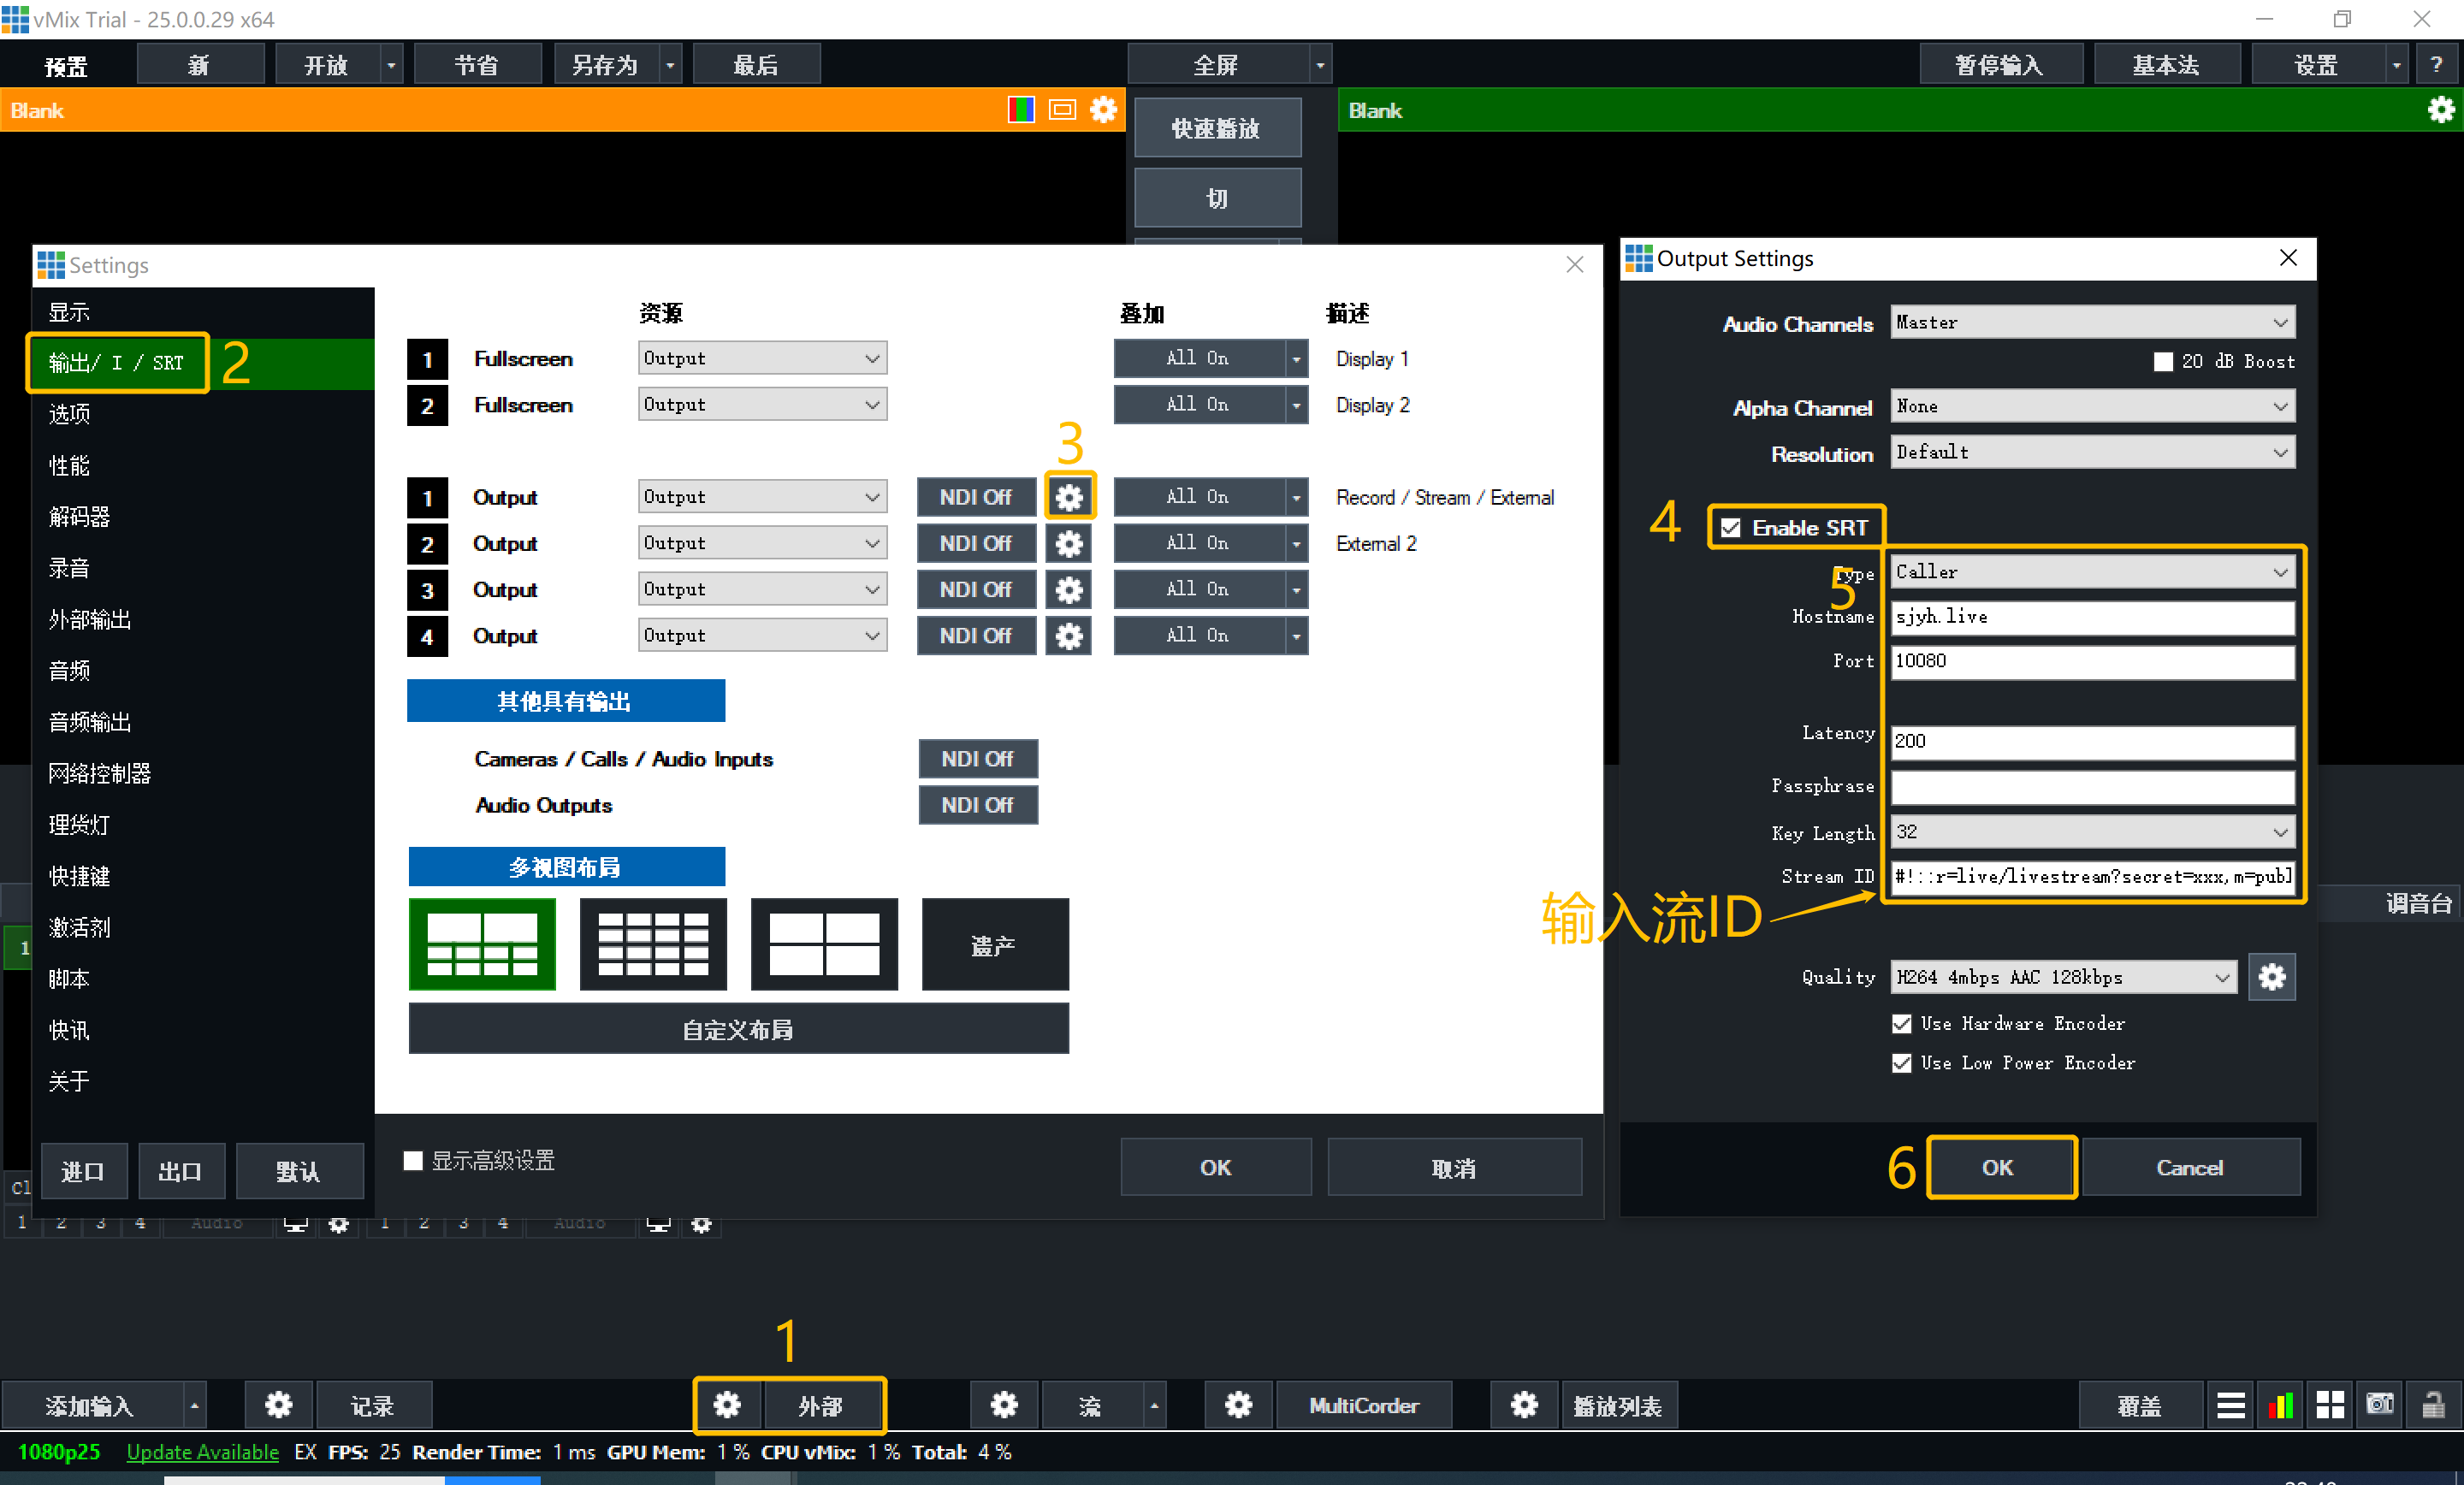 vMix Trial - 25.0.0.29 x64
预置 新 开放 节省 另存为 最后 全屏 暂停输入 基本法 设置 ?
Blank
Blank
快速播放
切
Settings
显示
输出/ I / SRT
2
选项
性能
解码器
录音
外部输出
音频
音频输出
网络控制器
理货灯
快捷键
激活剂
脚本
快讯
关于
进口 出口 默认
资源 叠加 描述
1 Fullscreen Output All On Display 1
2 Fullscreen Output All On Display 2
3
1 Output Output NDI Off All On Record / Stream / External
2 Output Output NDI Off All On External 2
3 Output Output NDI Off All On
4 Output Output NDI Off All On
其他具有输出
Cameras / Calls / Audio Inputs NDI Off
Audio Outputs NDI Off
多视图布局
遗产
自定义布局
显示高级设置 OK 取消
Output Settings
Audio Channels Master
20 dB Boost
Alpha Channel None
Resolution Default
4 Enable SRT
5
Type Caller
Hostname sjyh.live
Port 10080
Latency 200
Passphrase
Key Length 32
Stream ID #!::r=live/livestream?secret=xxx,m=publ
输入流ID
Quality H264 4mbps AAC 128kbps
Use Hardware Encoder
Use Low Power Encoder
6 OK Cancel
调音台
1
Cl
1 2 3 4 Audio 1 2 3 4 Audio
1
添加输入 记录 外部 流 MultiCorder 播放列表 覆盖
1080p25 Update Available EX FPS: 25 Render Time: 1 ms GPU Mem: 1 % CPU vMix: 1 % Total: 4 %